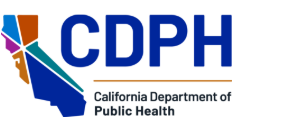 CDPH
California Department of
Public Health